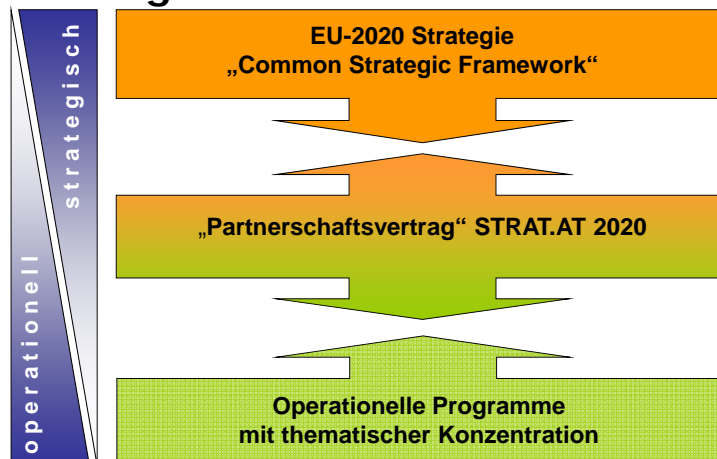 EU-2020 Strategie
„Common Strategic Framework“
strategisch
„Partnerschaftsvertrag“ STRAT.AT 2020
operationell
Operationelle Programme
mit thematischer Konzentration